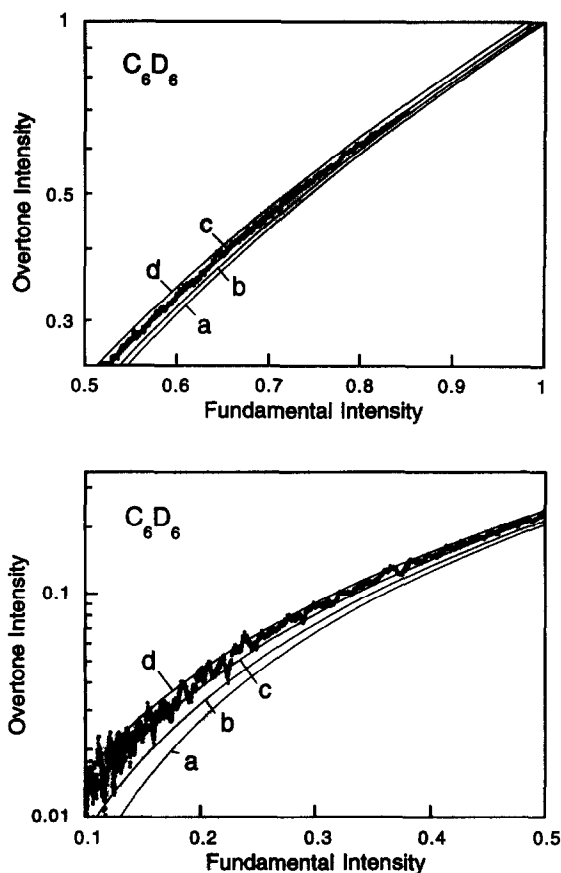 1
C6D6
Overtone Intensity
0.5
c
d
b
a
0.3
0.5 0.6 0.7 0.8 0.9 1
Fundamental Intensity
C6D6
Overtone Intensity
0.1
d
c
b
a
0.01
0.1 0.2 0.3 0.4 0.5
Fundamental Intensity